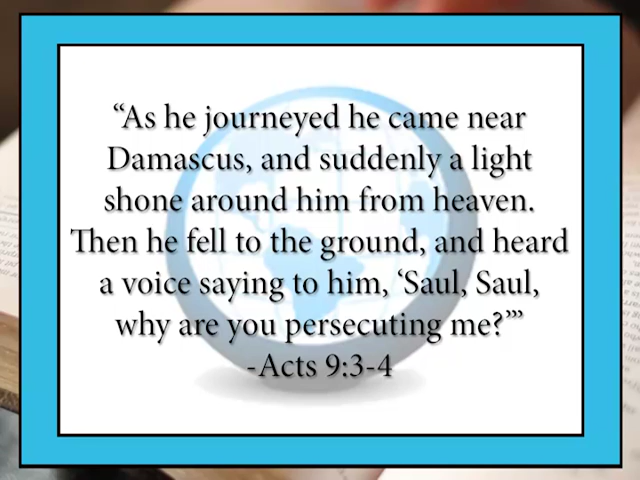 “As he journeyed he came near
Damascus, and suddenly a light
shone around him from heaven.
Then he fell to the ground, and heard
a voice saying to him, ‘Saul, Saul,
why are you persecuting me?’”
-Acts 9:3-4